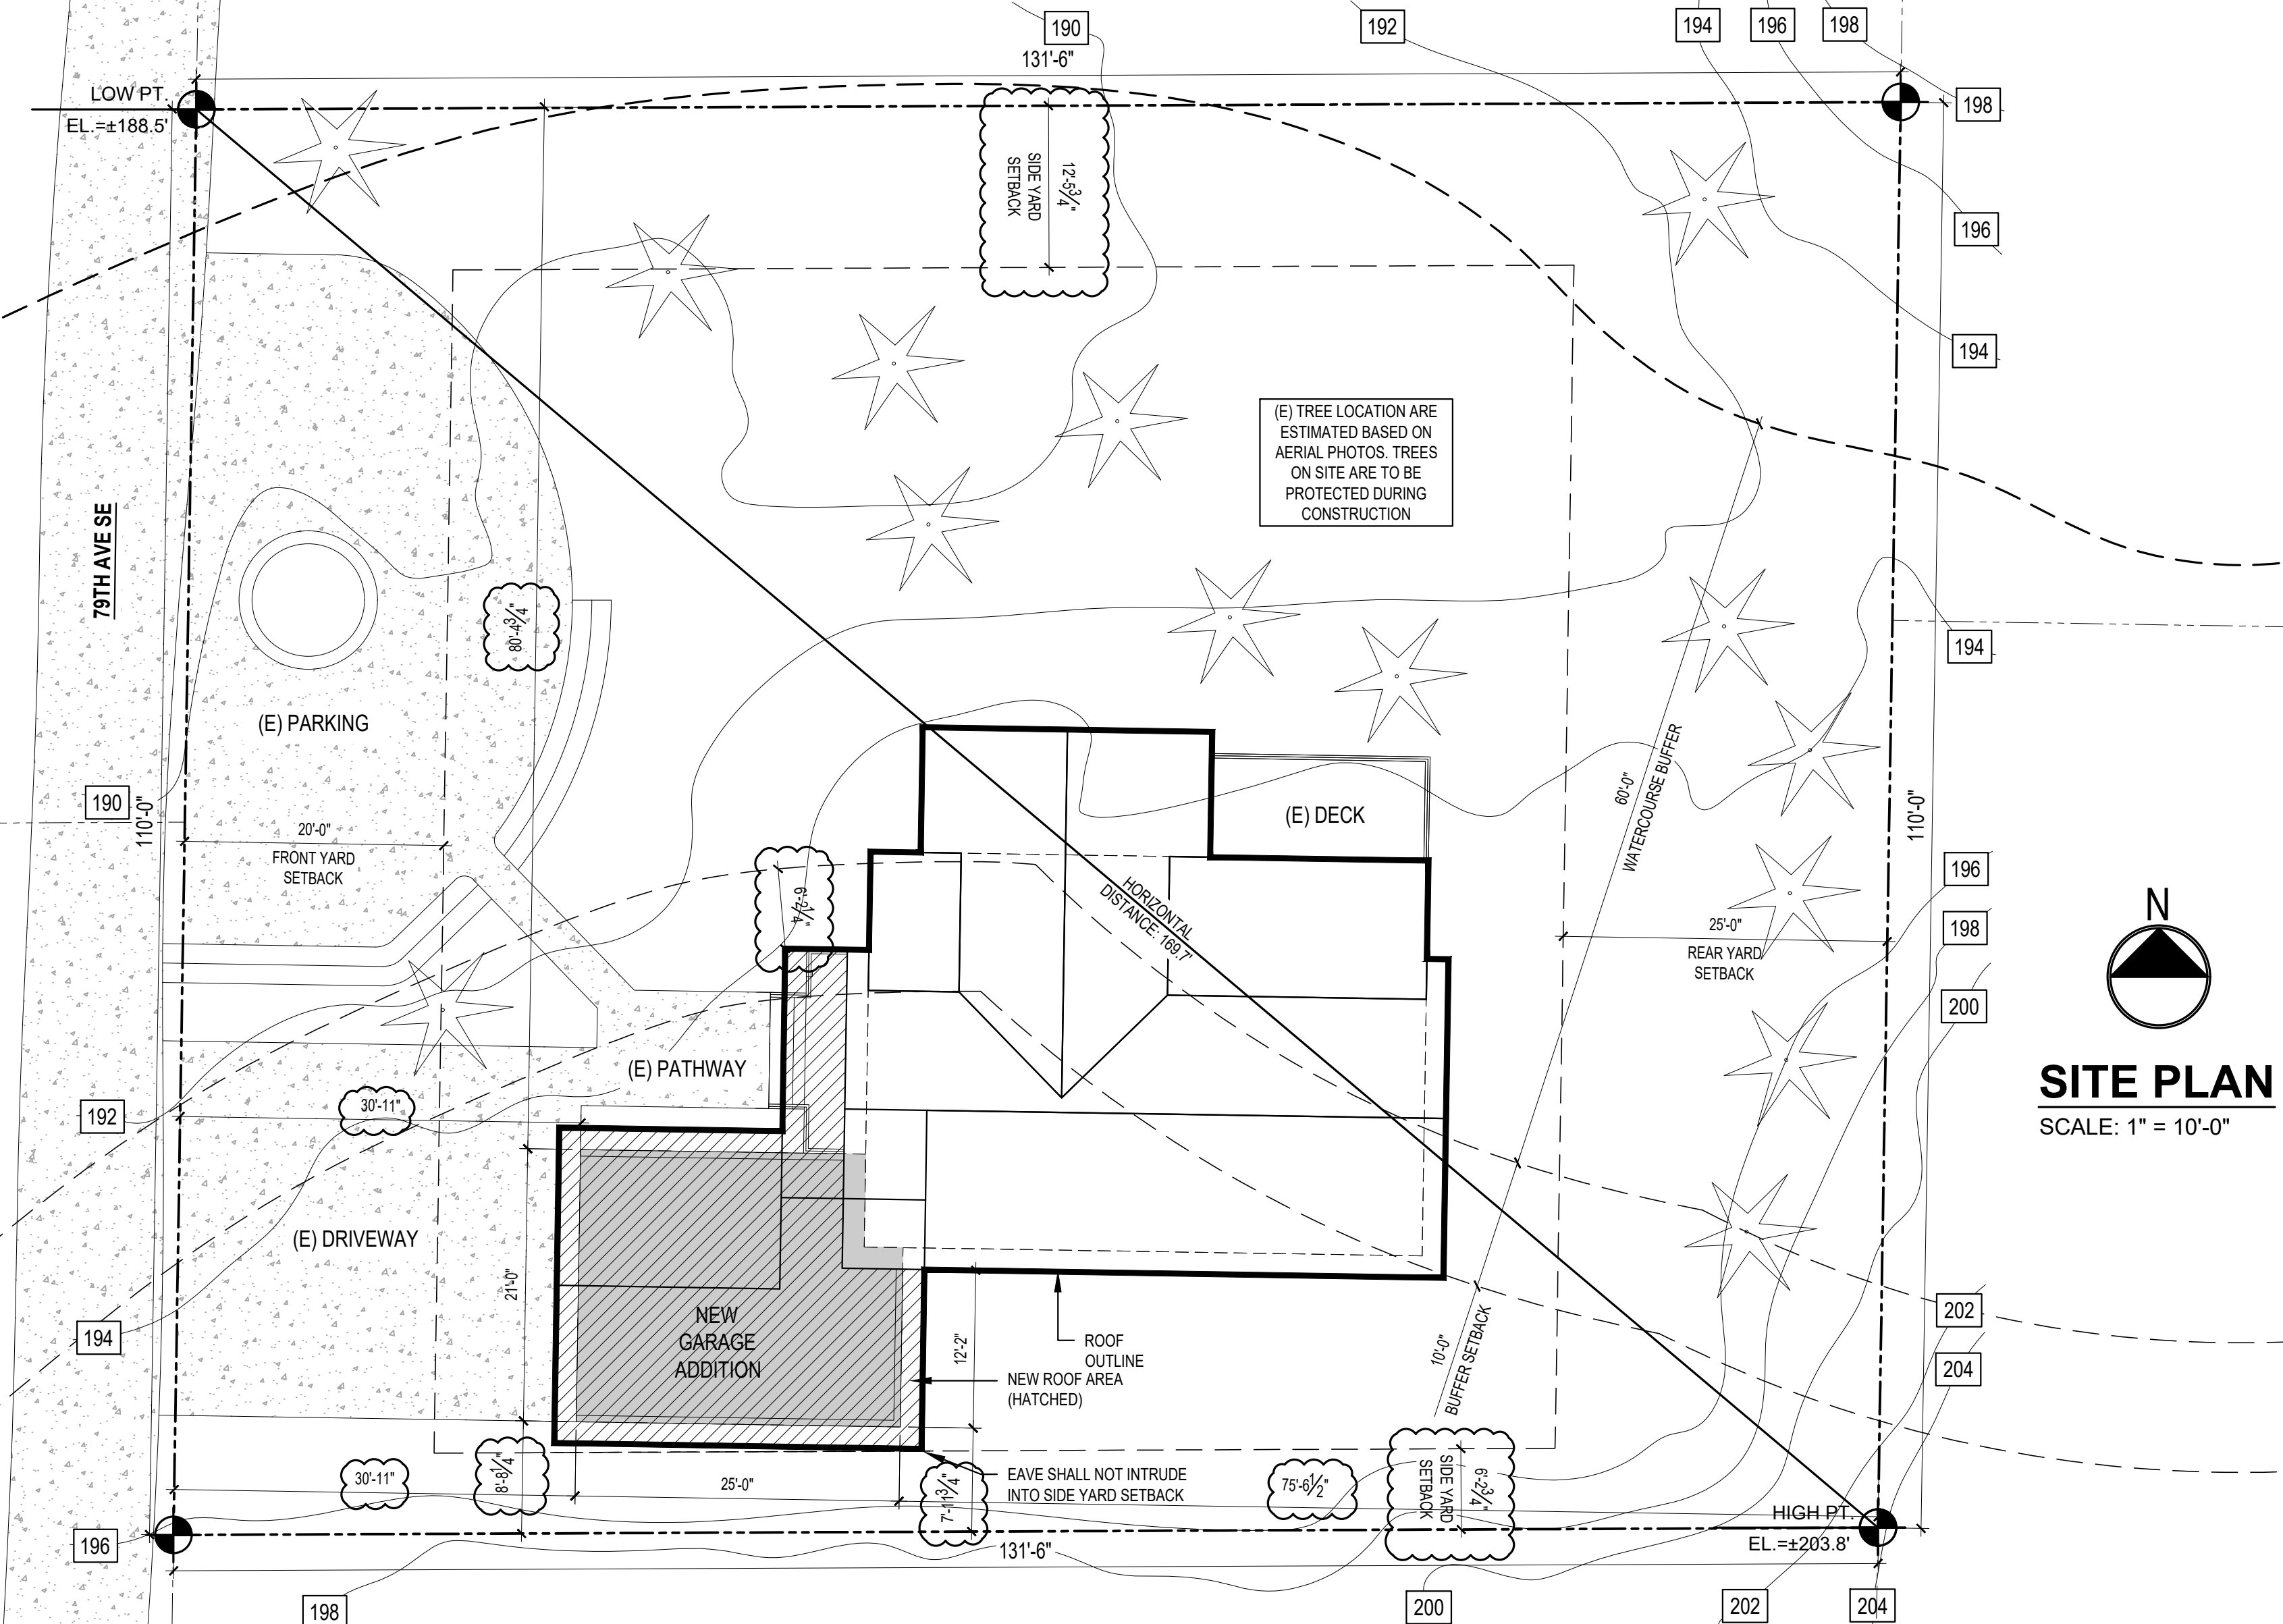 190
192
194
196
198
131'-6"
LOW PT.
EL.=±188.5'
198
12'-5 3/4"
SIDE YARD
SETBACK
196
194
(E) TREE LOCATION ARE
ESTIMATED BASED ON
AERIAL PHOTOS. TREES
ON SITE ARE TO BE
PROTECTED DURING
CONSTRUCTION
79TH AVE SE
80'-4 3/4"
194
(E) PARKING
190
110'-0"
20'-0"
FRONT YARD
SETBACK
(E) DECK
60'-0"
WATERCOURSE BUFFER
110'-0"
6'-2 1/4"
HORIZONTAL
DISTANCE: 169.7'
196
198
25'-0"
REAR YARD
SETBACK
200
N
SITE PLAN
SCALE: 1" = 10'-0"
(E) PATHWAY
30'-11"
192
(E) DRIVEWAY
21'-0"
194
NEW
GARAGE
ADDITION
12'-2"
ROOF
OUTLINE
NEW ROOF AREA
(HATCHED)
10'-0"
BUFFER SETBACK
202
204
30'-11"
8'-8 1/4"
25'-0"
7'-11 3/4"
EAVE SHALL NOT INTRUDE
INTO SIDE YARD SETBACK
75'-6 1/2"
6'-2 3/4"
SIDE YARD
SETBACK
HIGH PT.
EL.=±203.8'
196
131'-6"
198
200
202
204